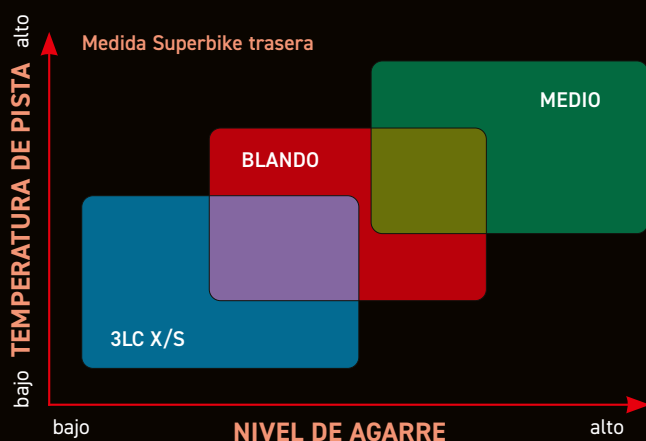 alto
Medida Superbike trasera
TEMPERATURA DE PISTA
MEDIO
BLANDO
3LC X/S
bajo
bajo
NIVEL DE AGARRE
alto